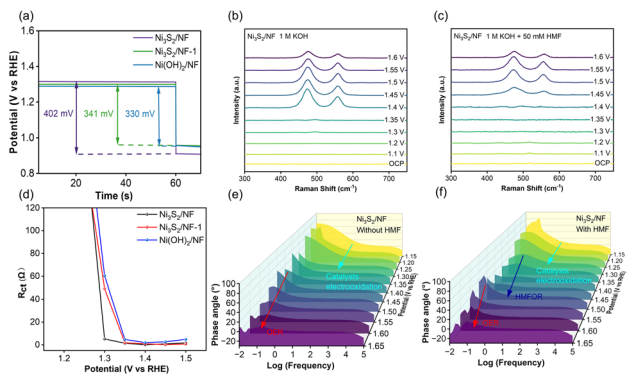 (a)
Ni3S2/NF
Ni3S2/NF-1
Ni(OH)2/NF
Potential (V vs RHE)
1.6
1.4
1.2
1.0
0.8
402 mV
341 mV
330 mV
20
40
60
Time (s)
(b)
Ni3S2/NF 1 M KOH
Intensity (a.u.)
1.6 V
1.55 V
1.5 V
1.45 V
1.4 V
1.35 V
1.3 V
1.2 V
1.1 V
OCP
300
450
600
750
Raman Shift (cm-1)
(c)
Ni3S2/NF 1 M KOH + 50 mM HMF
Intensity (a.u.)
1.6 V
1.55 V
1.5 V
1.45 V
1.4 V
1.35 V
1.3 V
1.2 V
1.1 V
OCP
300
450
600
750
Raman Shift (cm-1)
(d)
Ni3S2/NF
Ni3S2/NF-1
Ni(OH)2/NF
Rct (Ω)
120
100
80
60
40
20
0
1.2
1.3
1.4
1.5
Potential (V vs RHE)
(e)
Ni3S2/NF
Without HMF
Catalysts
electrooxidation
Phase angle (°)
100
80
60
40
20
0
−20
−2
−1
0
1
2
3
4
5
Log (Frequency)
1.15
1.20
1.25
1.30
1.35
1.40
1.45
1.50
1.55
1.60
1.65
Potential (V vs RHE)
(f)
Ni3S2/NF
With HMF
Catalysts
electrooxidation
HMFOR
Phase angle (°)
100
80
60
40
20
0
−20
−2
−1
0
1
2
3
4
5
Log (Frequency)
1.15
1.20
1.25
1.30
1.35
1.40
1.45
1.50
1.55
1.60
1.65
Potential (V vs RHE)